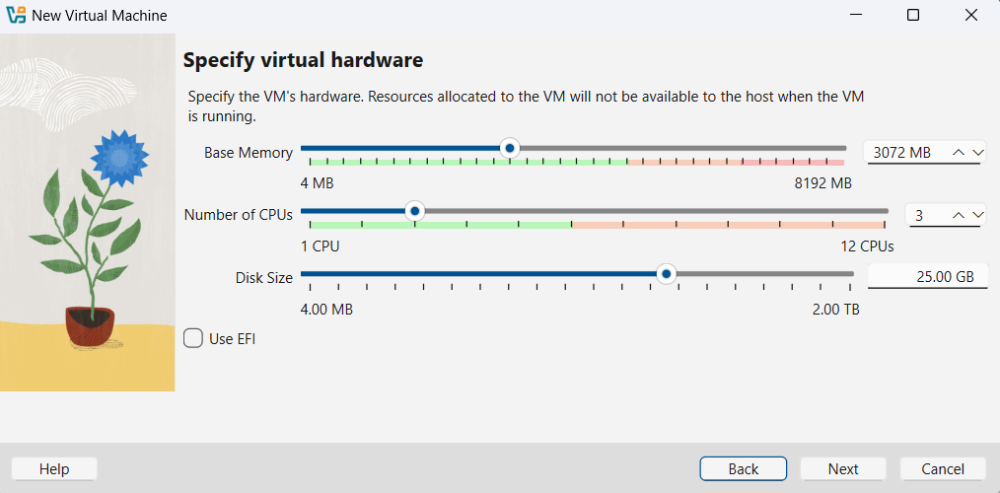 New Virtual Machine
Specify virtual hardware
Specify the VM's hardware. Resources allocated to the VM will not be available to the host when the VM
is running.
Base Memory
3072 MB
4 MB
8192 MB
Number of CPUs
3
1 CPU
12 CPUs
Disk Size
25.00 GB
4.00 MB
2.00 TB
Use EFI
Help
Back
Next
Cancel